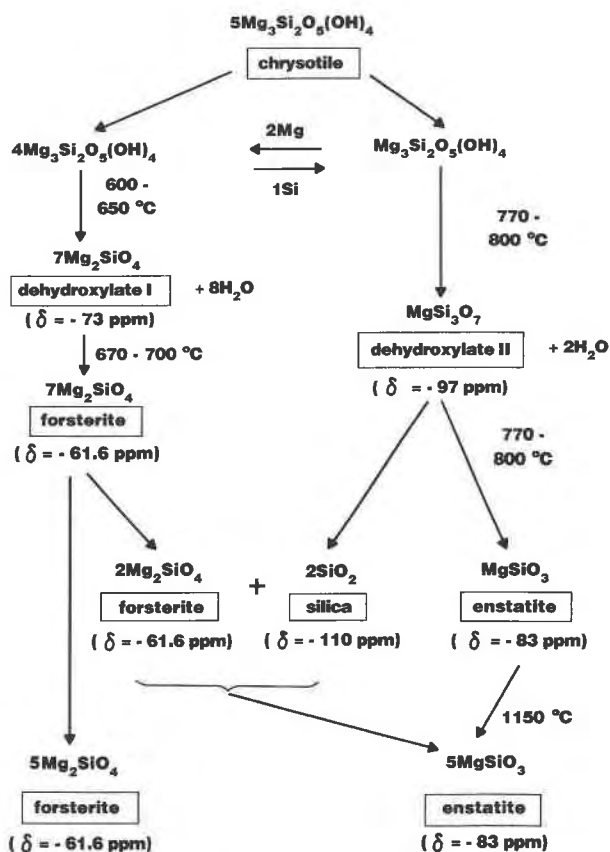 5Mg₃Si₂O₅(OH)₄
chrysotile
4Mg₃Si₂O₅(OH)₄
2Mg
1Si
Mg₃Si₂O₅(OH)₄
600 -
650 °C
770 -
800 °C
7Mg₂SiO₄
dehydroxylate I + 8H₂O
( δ = - 73 ppm)
MgSi₃O₇
dehydroxylate II + 2H₂O
( δ = - 97 ppm)
670 - 700 °C
7Mg₂SiO₄
forsterite
( δ = - 61.6 ppm)
770 -
800 °C
2Mg₂SiO₄ + 2SiO₂ MgSiO₃
forsterite silica enstatite
( δ = - 61.6 ppm) ( δ = - 110 ppm) ( δ = - 83 ppm)
1150 °C
5Mg₂SiO₄ 5MgSiO₃
forsterite enstatite
( δ = - 61.6 ppm) ( δ = - 83 ppm)